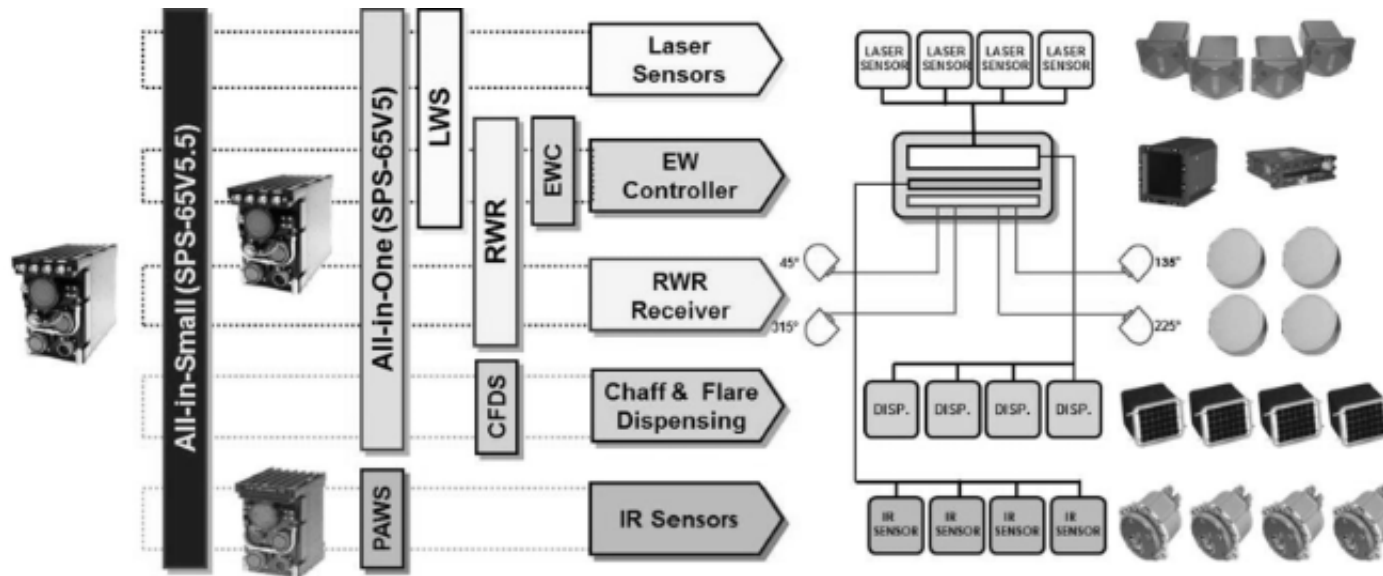 All-in-Small (SPS-65V5.5)
All-in-One (SPS-65V5)
LWS
RWR
EWC
CFDS
PAWS
Laser
Sensors
EW
Controller
RWR
Receiver
Chaff & Flare
Dispensing
IR Sensors
LASER SENSOR
LASER SENSOR
LASER SENSOR
LASER SENSOR
45°
315°
135°
225°
DISP.
DISP.
DISP.
DISP.
IR SENSOR
IR SENSOR
IR SENSOR
IR SENSOR